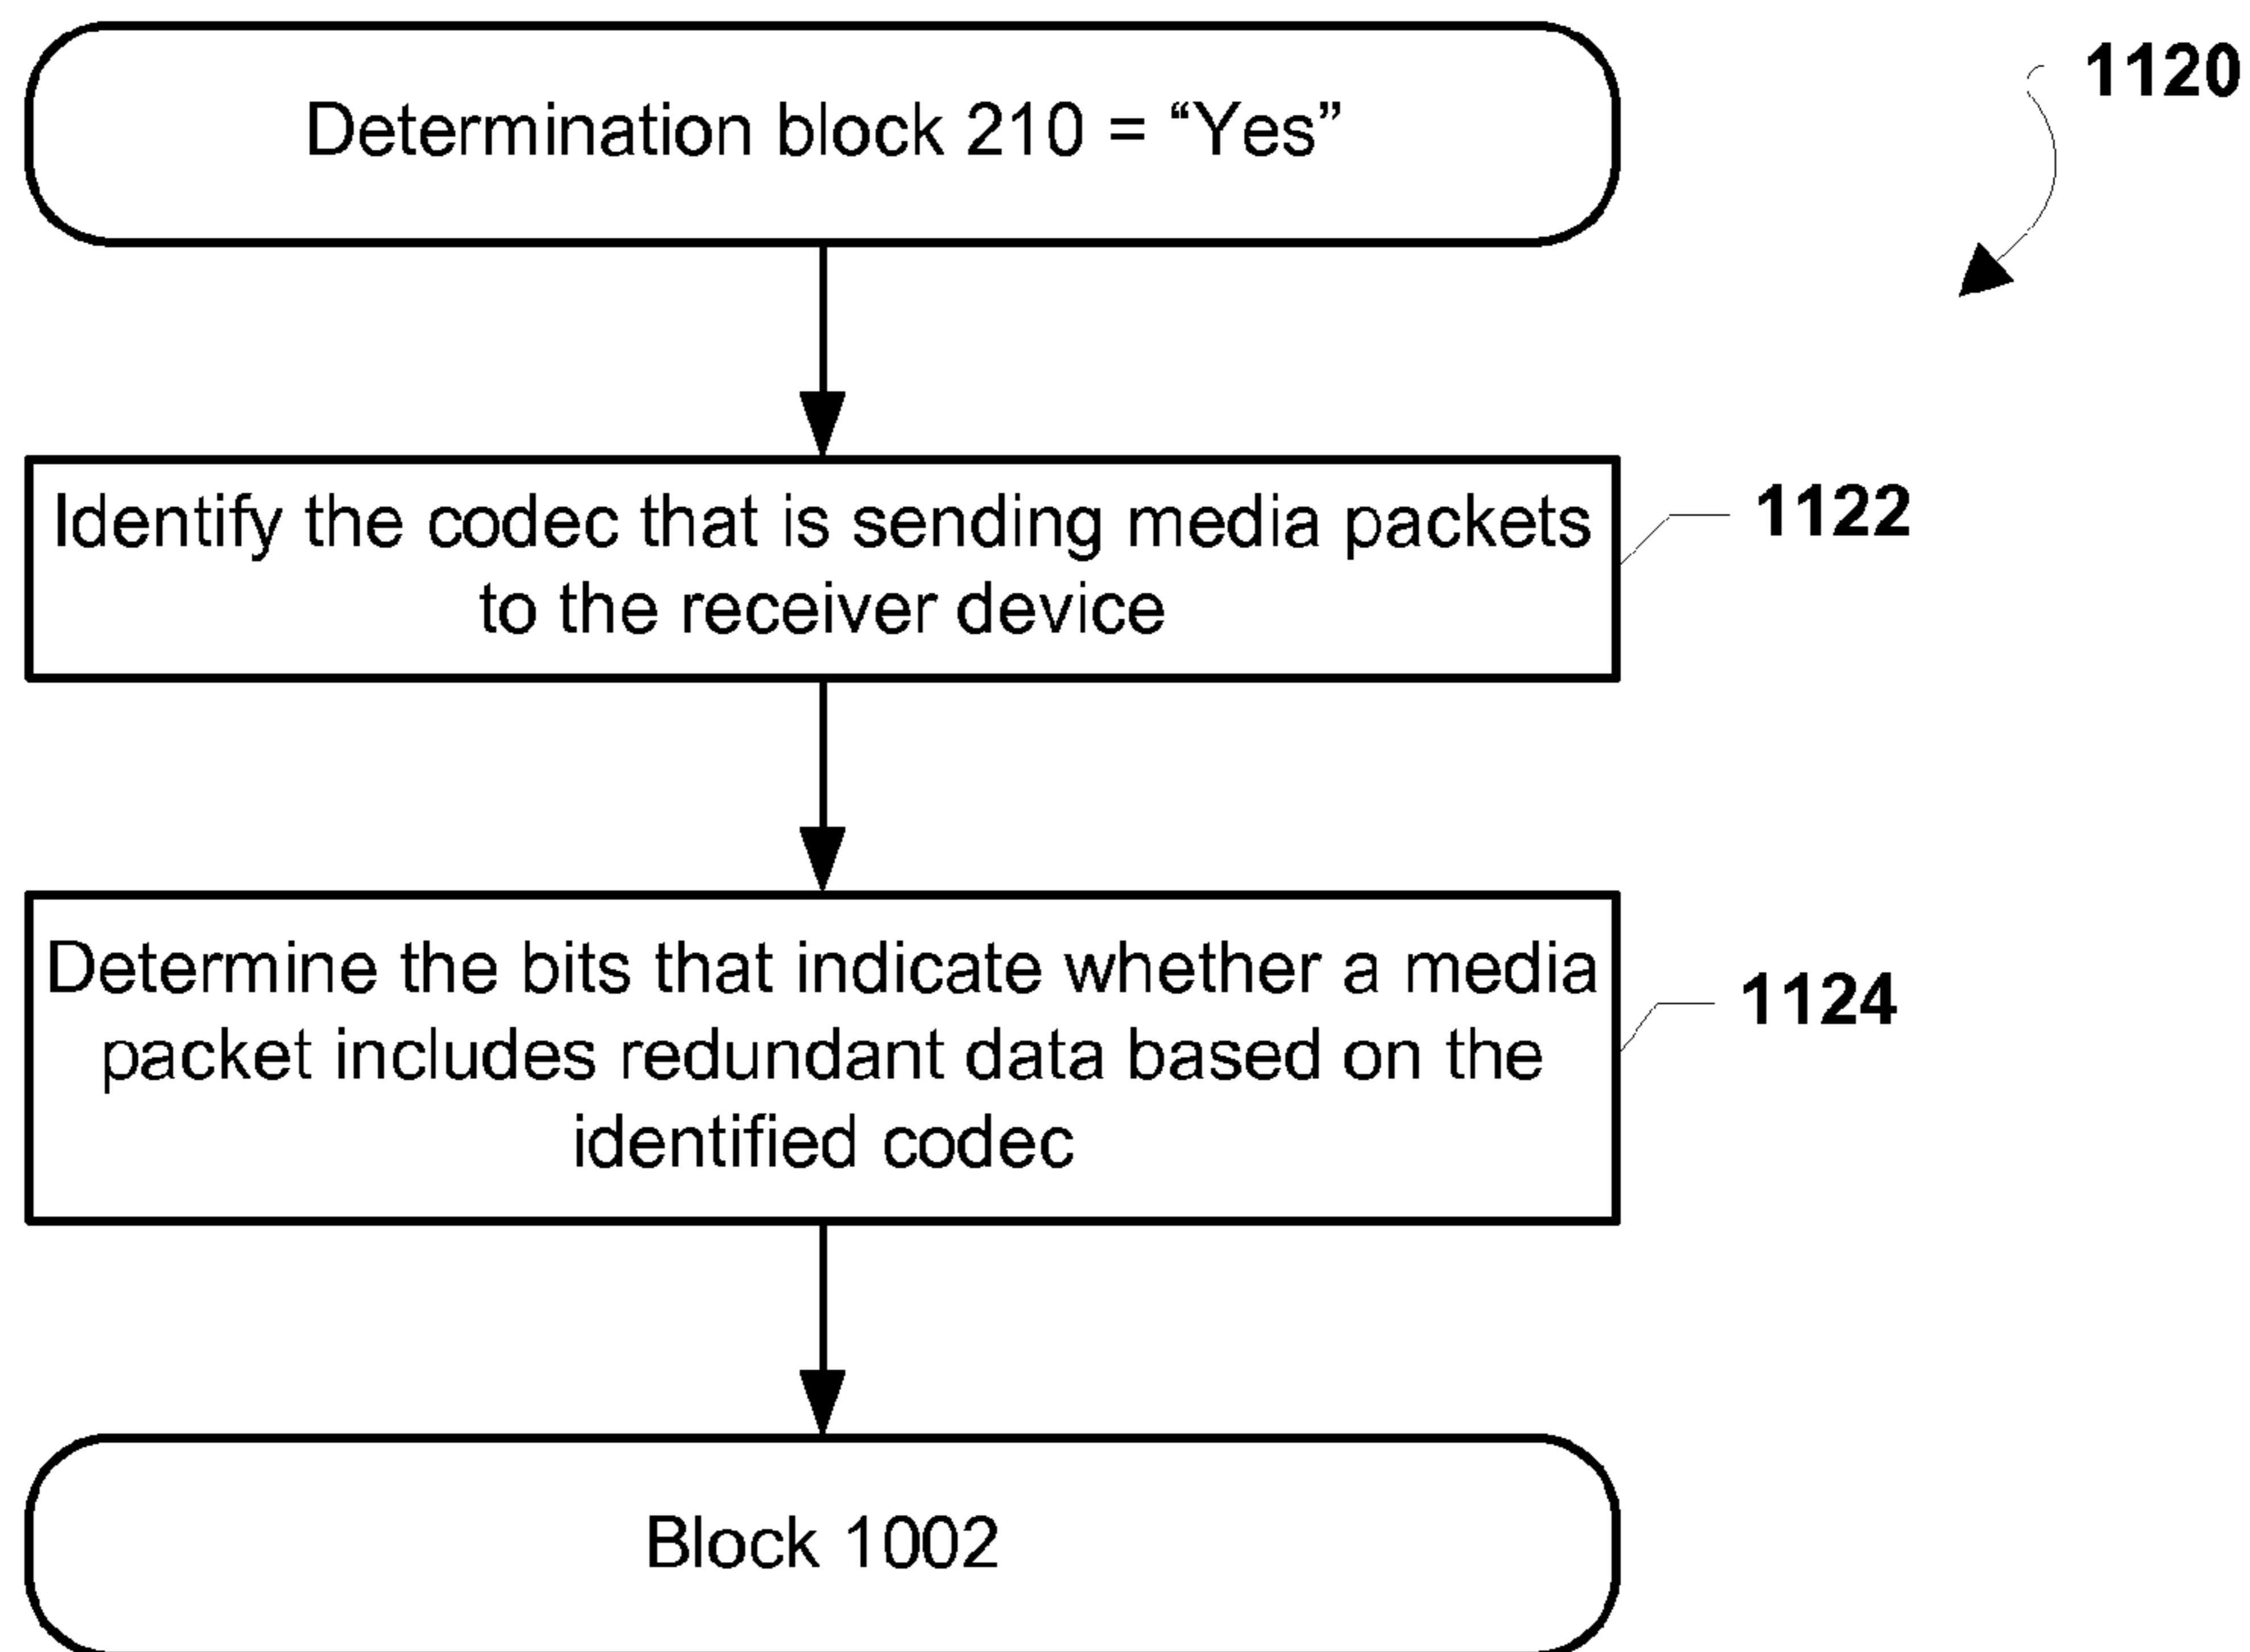 Determination block 210 = “Yes”
1120
Identify the codec that is sending media packets
to the receiver device
1122
Determine the bits that indicate whether a media
packet includes redundant data based on the
identified codec
1124
Block 1002